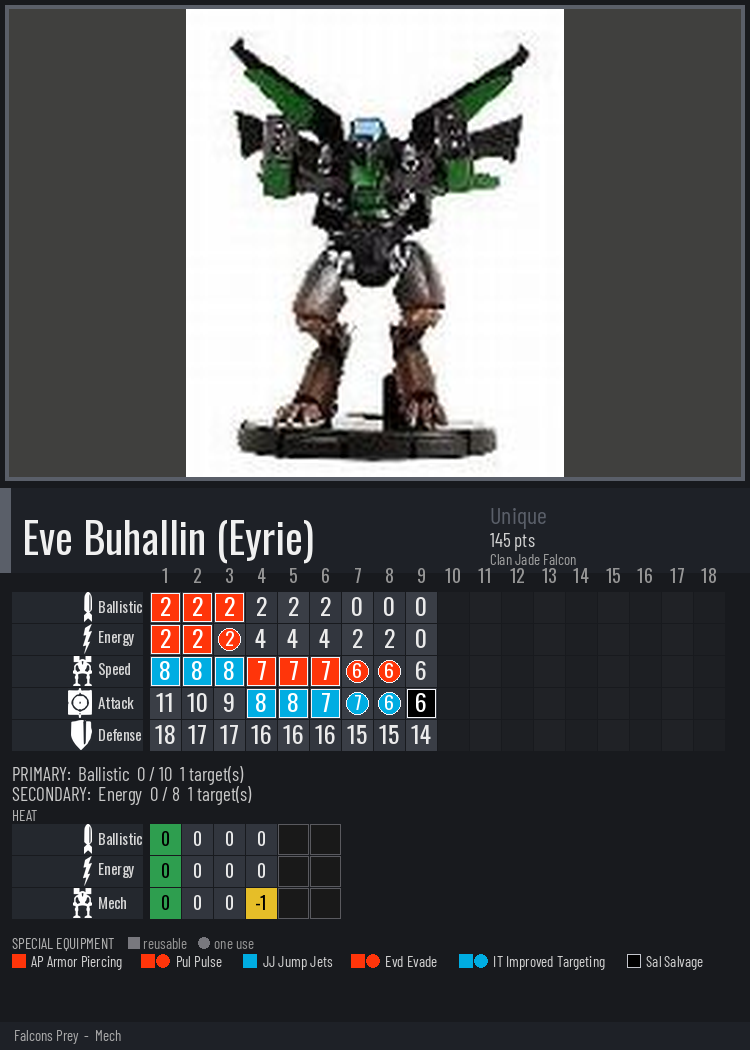 Eve Buhallin (Eyrie)
Unique
145 pts
Clan Jade Falcon
1 2 3 4 5 6 7 8 9 10 11 12 13 14 15 16 17 18
Ballistic 2 2 2 2 2 2 0 0 0
Energy 2 2 2 4 4 4 2 2 0
Speed 8 8 8 7 7 7 6 6 6
Attack 11 10 9 8 8 7 7 6 6
Defense 18 17 17 16 16 16 15 15 14
PRIMARY: Ballistic 0 / 10 1 target(s)
SECONDARY: Energy 0 / 8 1 target(s)
HEAT
Ballistic 0 0 0 0
Energy 0 0 0 0
Mech 0 0 0 -1
SPECIAL EQUIPMENT reusable one use
AP Armor Piercing Pul Pulse JJ Jump Jets Evd Evade IT Improved Targeting Sal Salvage
Falcons Prey - Mech